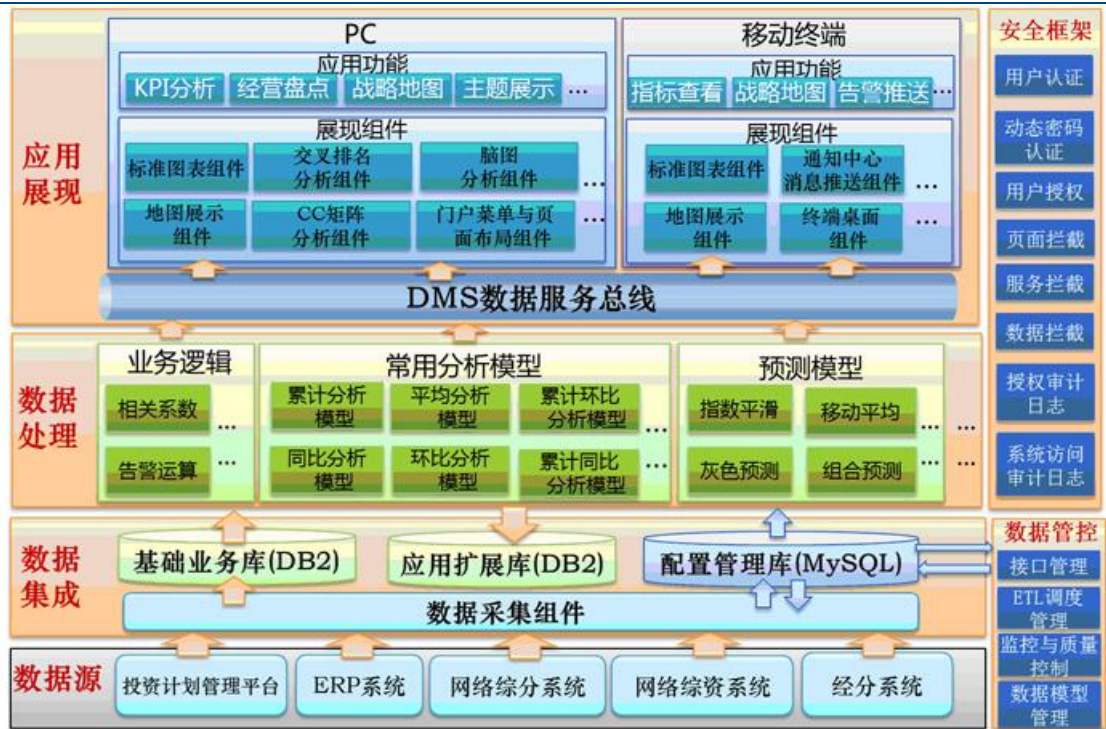 PC
应用功能
KPI分析 经营盘点 战略地图 主题展示 …
展现组件
标准图表组件
交叉排名
分析组件
脑图
分析组件
…
地图展示
组件
CC矩阵
分析组件
门户菜单与页
面布局组件
…
移动终端
应用功能
指标查看 战略地图 告警推送 …
展现组件
标准图表组件
通知中心
消息推送组件
…
地图展示
组件
终端桌面
组件
…
应用
展现
DMS数据服务总线
数据
处理
业务逻辑
相关系数 …
告警运算 …
常用分析模型
累计分析
模型
平均分析
模型
累计环比
分析模型
…
同比分析
模型
环比分析
模型
累计同比
分析模型
…
预测模型
指数平滑 移动平均 … …
灰色预测 组合预测 … …
数据
集成
基础业务库(DB2)
应用扩展库(DB2)
配置管理库(MySQL)
数据采集组件
数据源
投资计划管理平台
ERP系统
网络综分系统
网络综资系统
经分系统
安全框架
用户认证
动态密码
认证
用户授权
页面拦截
服务拦截
数据拦截
授权审计
日志
系统访问
审计日志
数据管控
接口管理
ETL调度
管理
监控与质量
控制
数据模型
管理